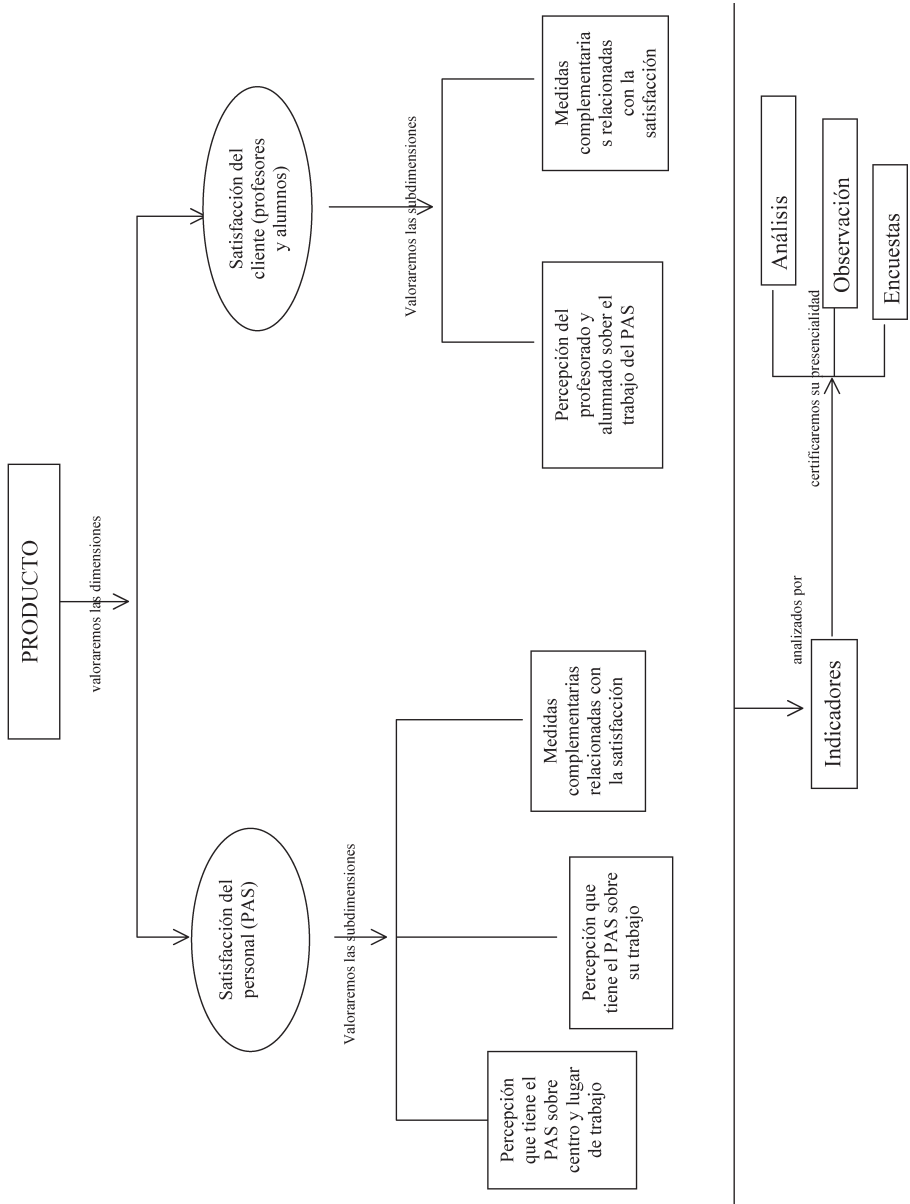 PRODUCTO
valoraremos las dimensiones
Satisfacción del
personal (PAS)
Satisfacción del
cliente (profesores
y alumnos)
Valoraremos las subdimensiones
Valoraremos las subdimensiones
Percepción
que tiene el
PAS sobre
centro y lugar
de trabajo
Percepción que
tiene el PAS sobre
su trabajo
Medidas
complementarias
relacionadas con
la satisfacción
Percepción del
profesorado y
alumnado sober el
trabajo del PAS
Medidas
complementaria
s relacionadas
con la
satisfacción
Indicadores
analizados por
certificaremos su presencialidad
Análisis
Observación
Encuestas